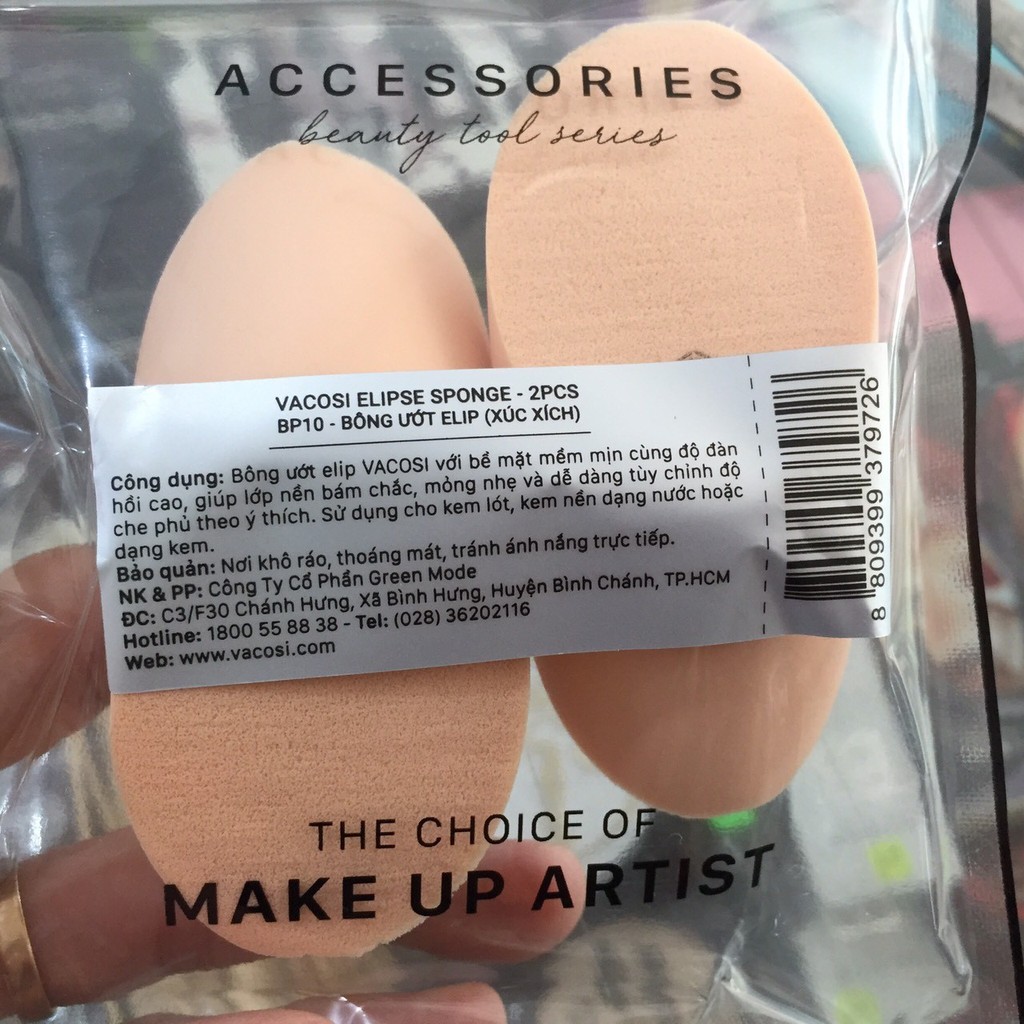 ACCESSORIES
beauty tool series
VACOSI ELIPSE SPONGE - 2PCS
BP10 - BÔNG ƯỚT ELIP (XÚC XÍCH)
Công dụng: Bông ướt elip VACOSI với bề mặt mềm mịn cùng độ đàn
hồi cao, giúp lớp nền bám chắc, mỏng nhẹ và dễ dàng tùy chỉnh độ
che phủ theo ý thích. Sử dụng cho kem lót, kem nền dạng nước hoặc
dạng kem.
Bảo quản: Nơi khô ráo, thoáng mát, tránh ánh nắng trực tiếp.
NK & PP: Công Ty Cổ Phần Green Mode
ĐC: C3/F30 Chánh Hưng, Xã Bình Hưng, Huyện Bình Chánh, TP.HCM
Hotline: 1800 55 88 38 - Tel: (028) 36202116
Web: www.vacosi.com
8 809399 379726
THE CHOICE OF
MAKE UP ARTIST